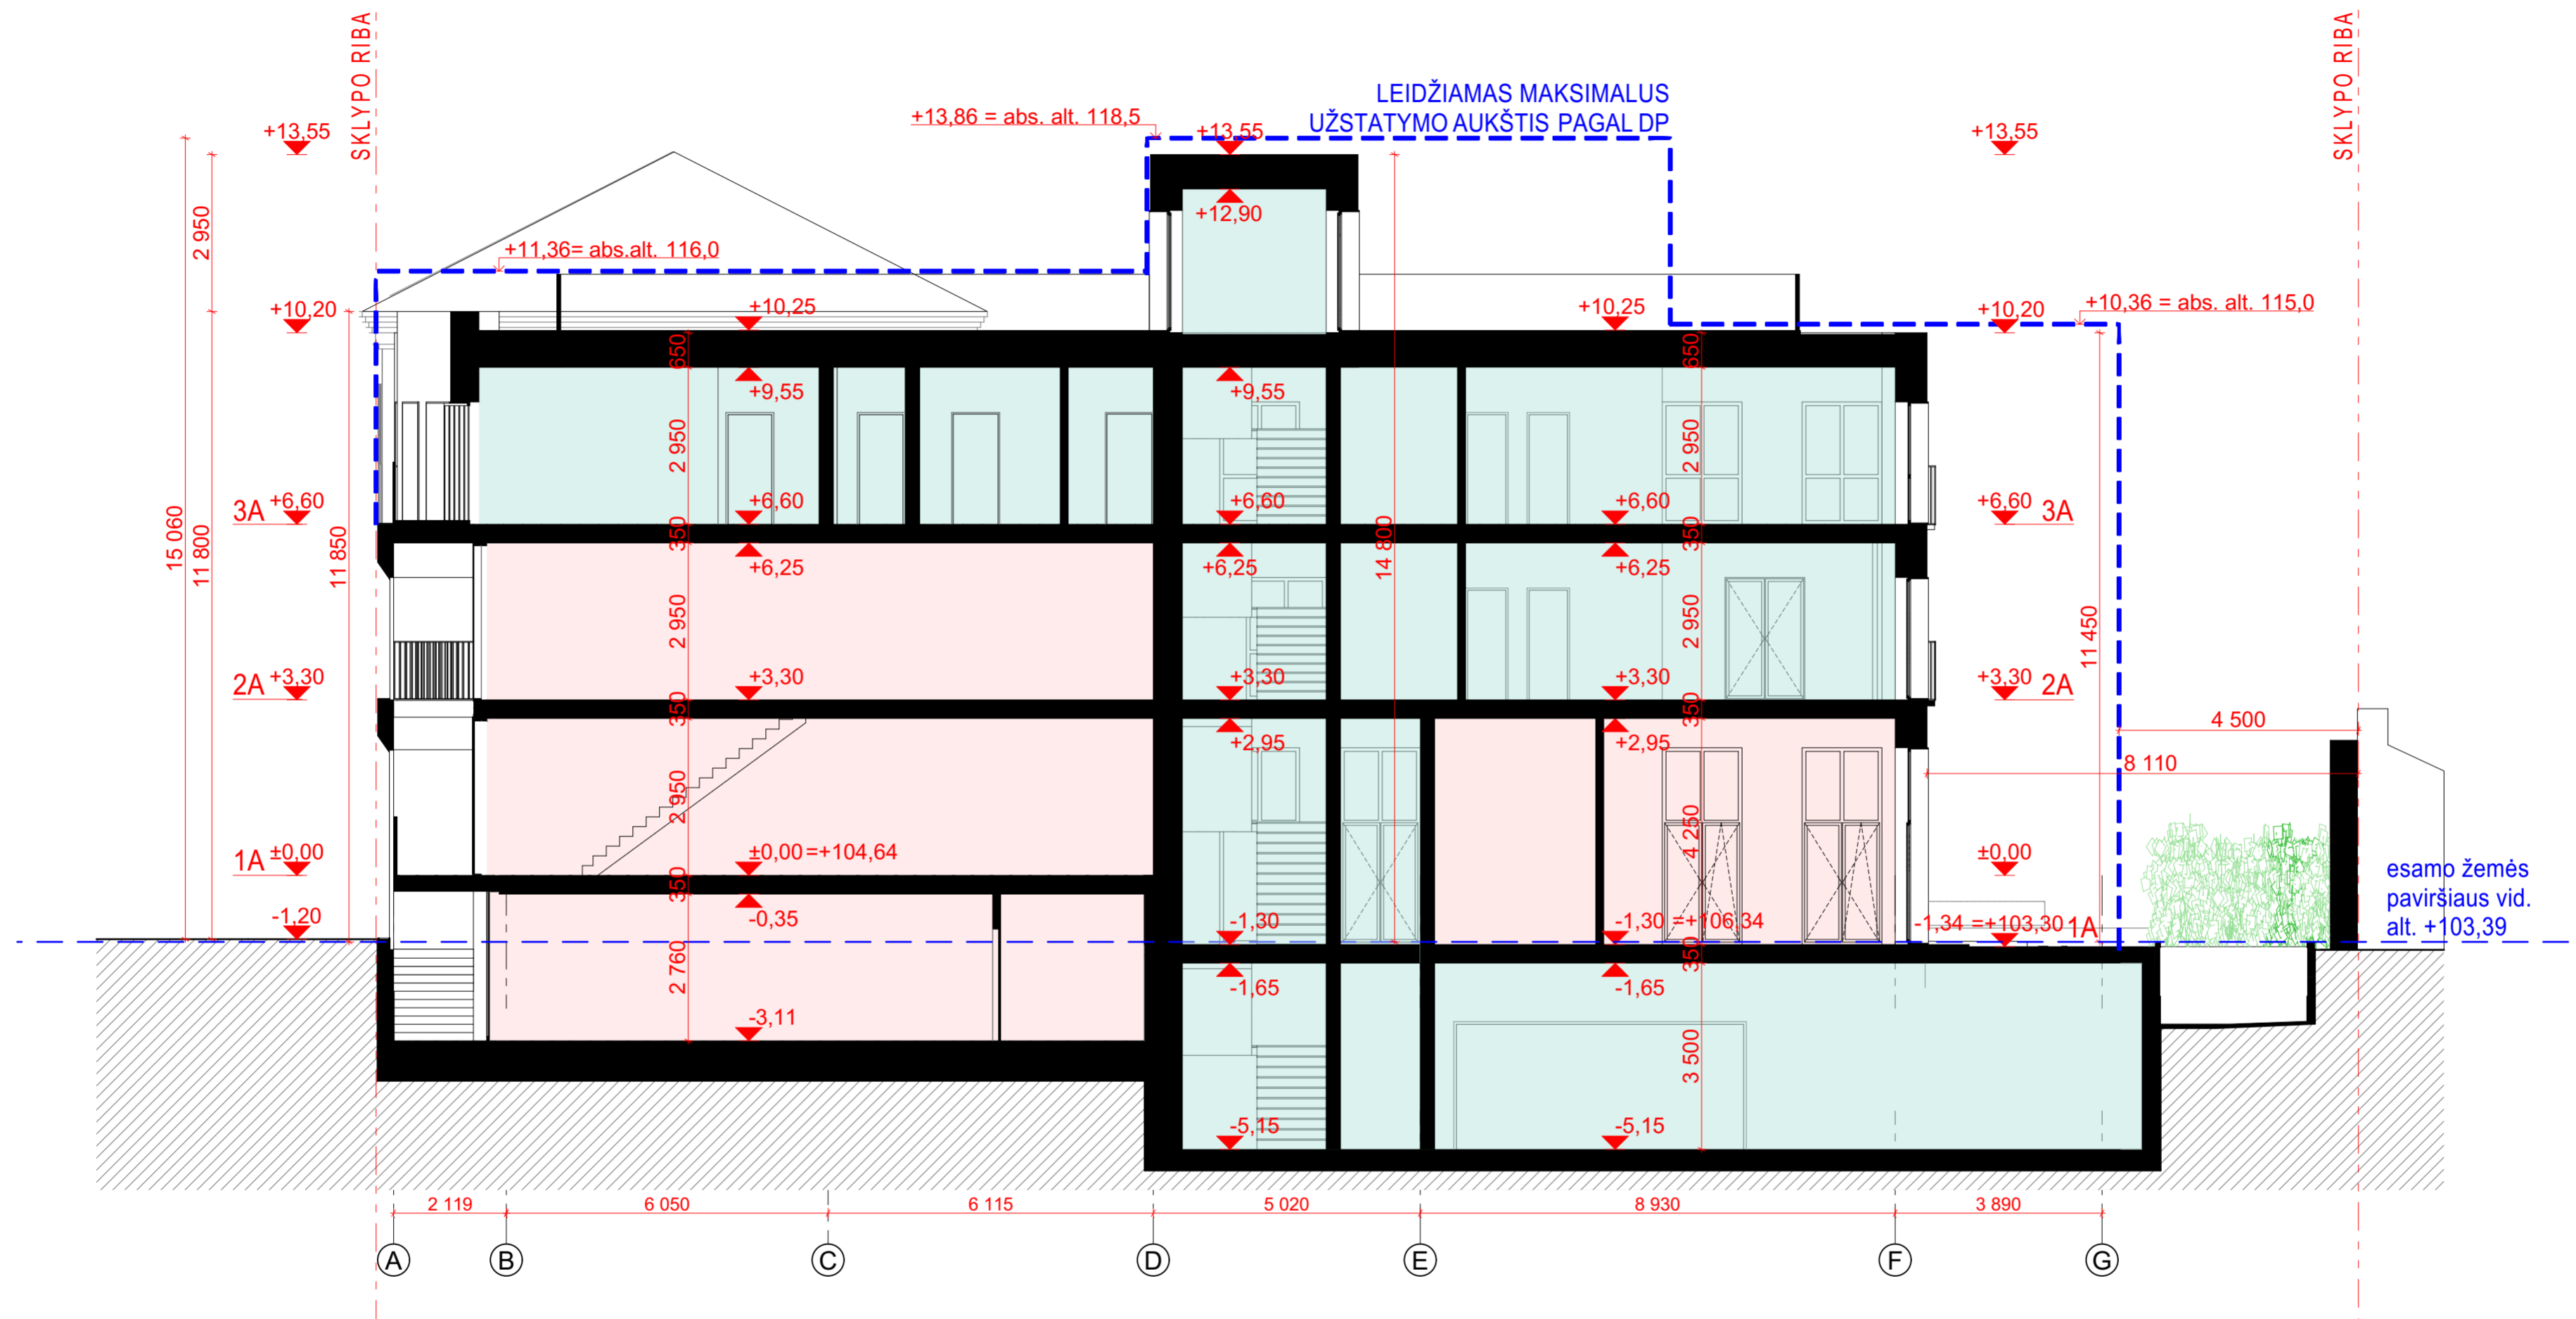 SKLYPO RIBA
SKLYPO RIBA
LEIDŽIAMAS MAKSIMALUS
UŽSTATYMO AUKŠTIS PAGAL DP
+13,86 = abs. alt. 118,5
+13,55
+13,55
+13,55
+12,90
2 950
+11,36= abs.alt. 116,0
+10,20
+10,25
+10,25
+10,20
+10,36 = abs. alt. 115,0
650
650
+9,55
+9,55
2 950
2 950
3A +6,60
+6,60
+6,60
+6,60
+6,60 3A
15 060
11 800
11 850
350
14 800
350
+6,25
+6,25
+6,25
2 950
2 950
11 450
2A +3,30
+3,30
+3,30
+3,30
+3,30 2A
350
350
4 500
+2,95
+2,95
8 110
2 950
4 250
1A ±0,00
±0,00 =+104,64
±0,00
esamo žemės
paviršiaus vid.
alt. +103,39
350
-1,20
-0,35
-1,30
-1,30 =+106,34
-1,34 =+103,30 1A
350
2 760
-1,65
-1,65
-3,11
3 500
-5,15
-5,15
2 119
6 050
6 115
5 020
8 930
3 890
A
B
C
D
E
F
G